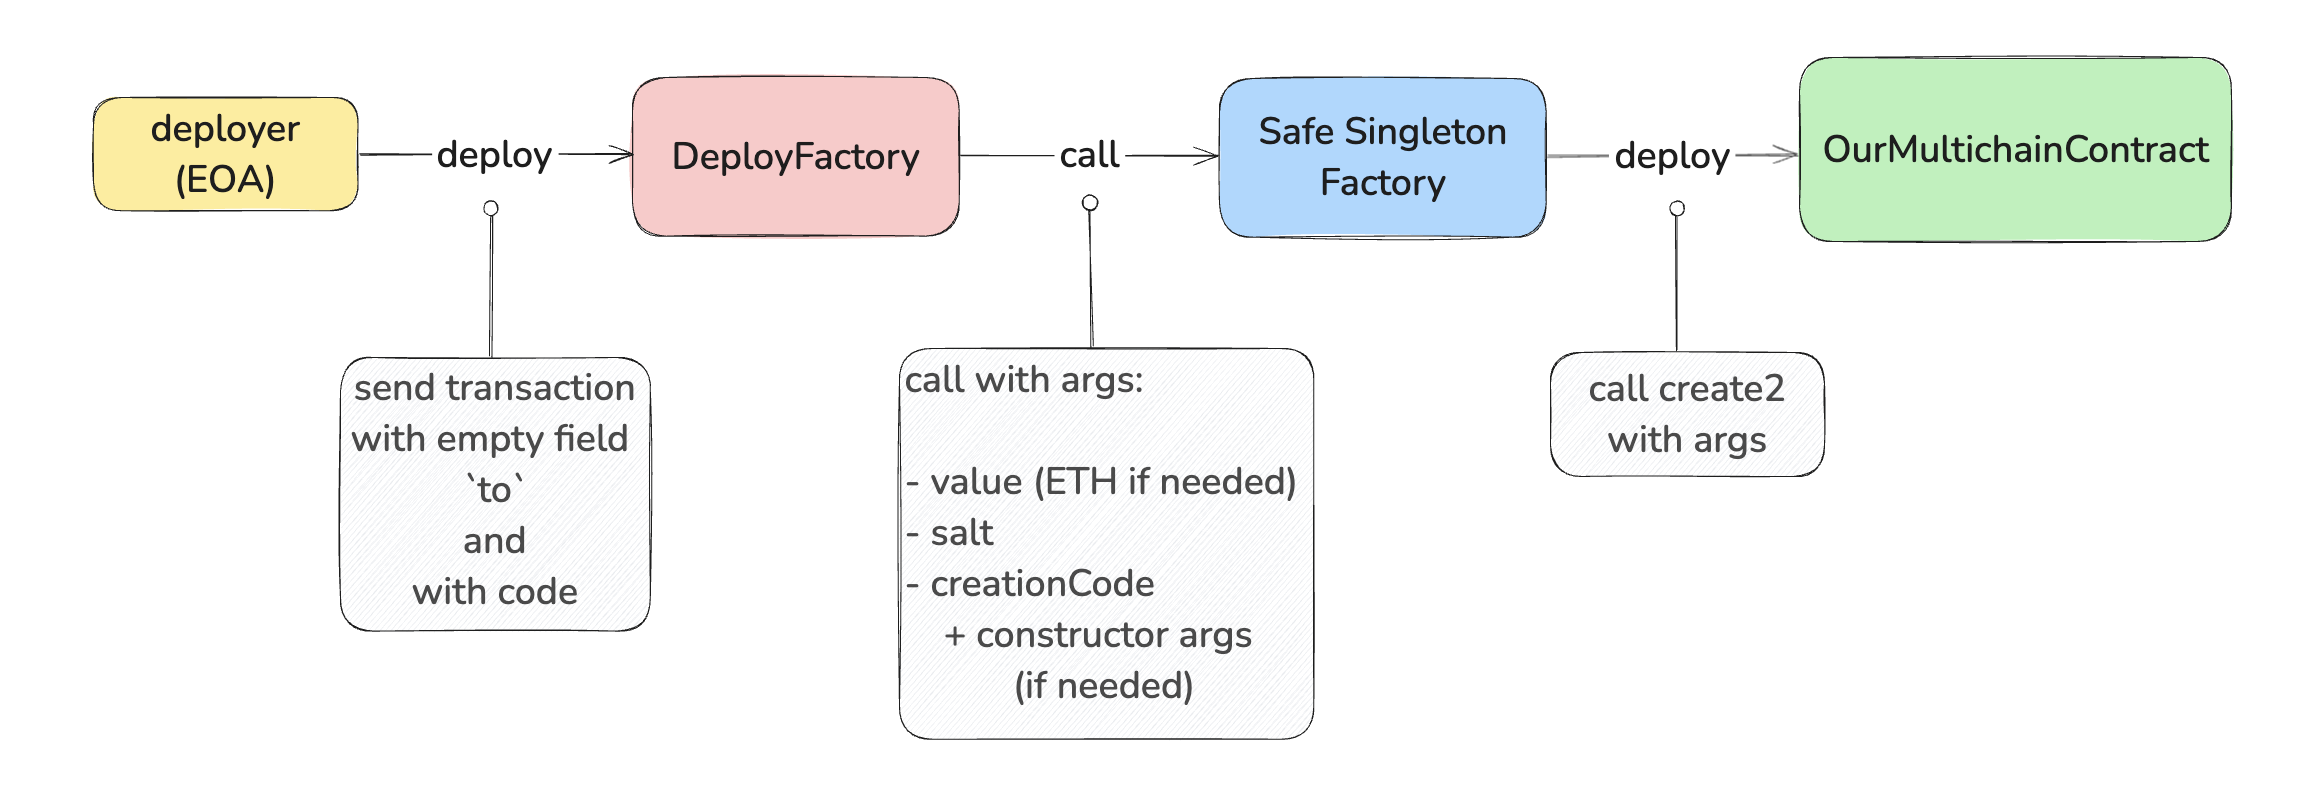 deployer
(EOA)
deploy
DeployFactory
call
Safe Singleton
Factory
deploy
OurMultichainContract
send transaction
with empty field
`to`
and
with code
call with args:
- value (ETH if needed)
- salt
- creationCode
+ constructor args
(if needed)
call create2
with args